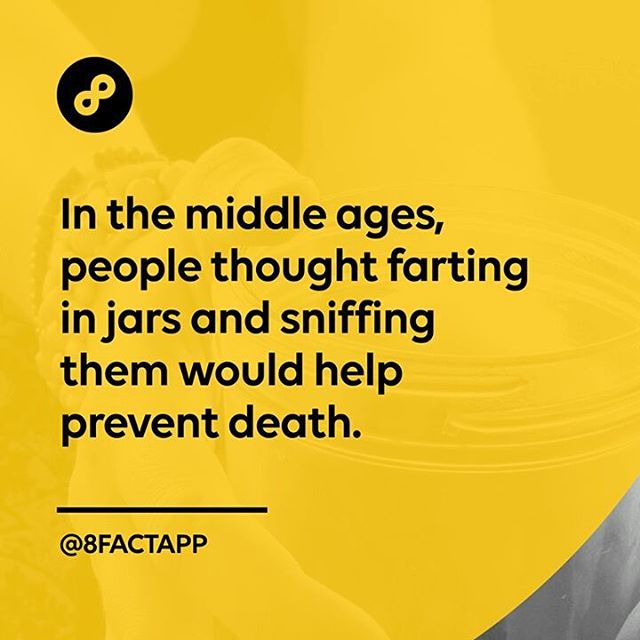 In the middle ages,
people thought farting
in jars and sniffing
them would help
prevent death.
@8FACTAPP